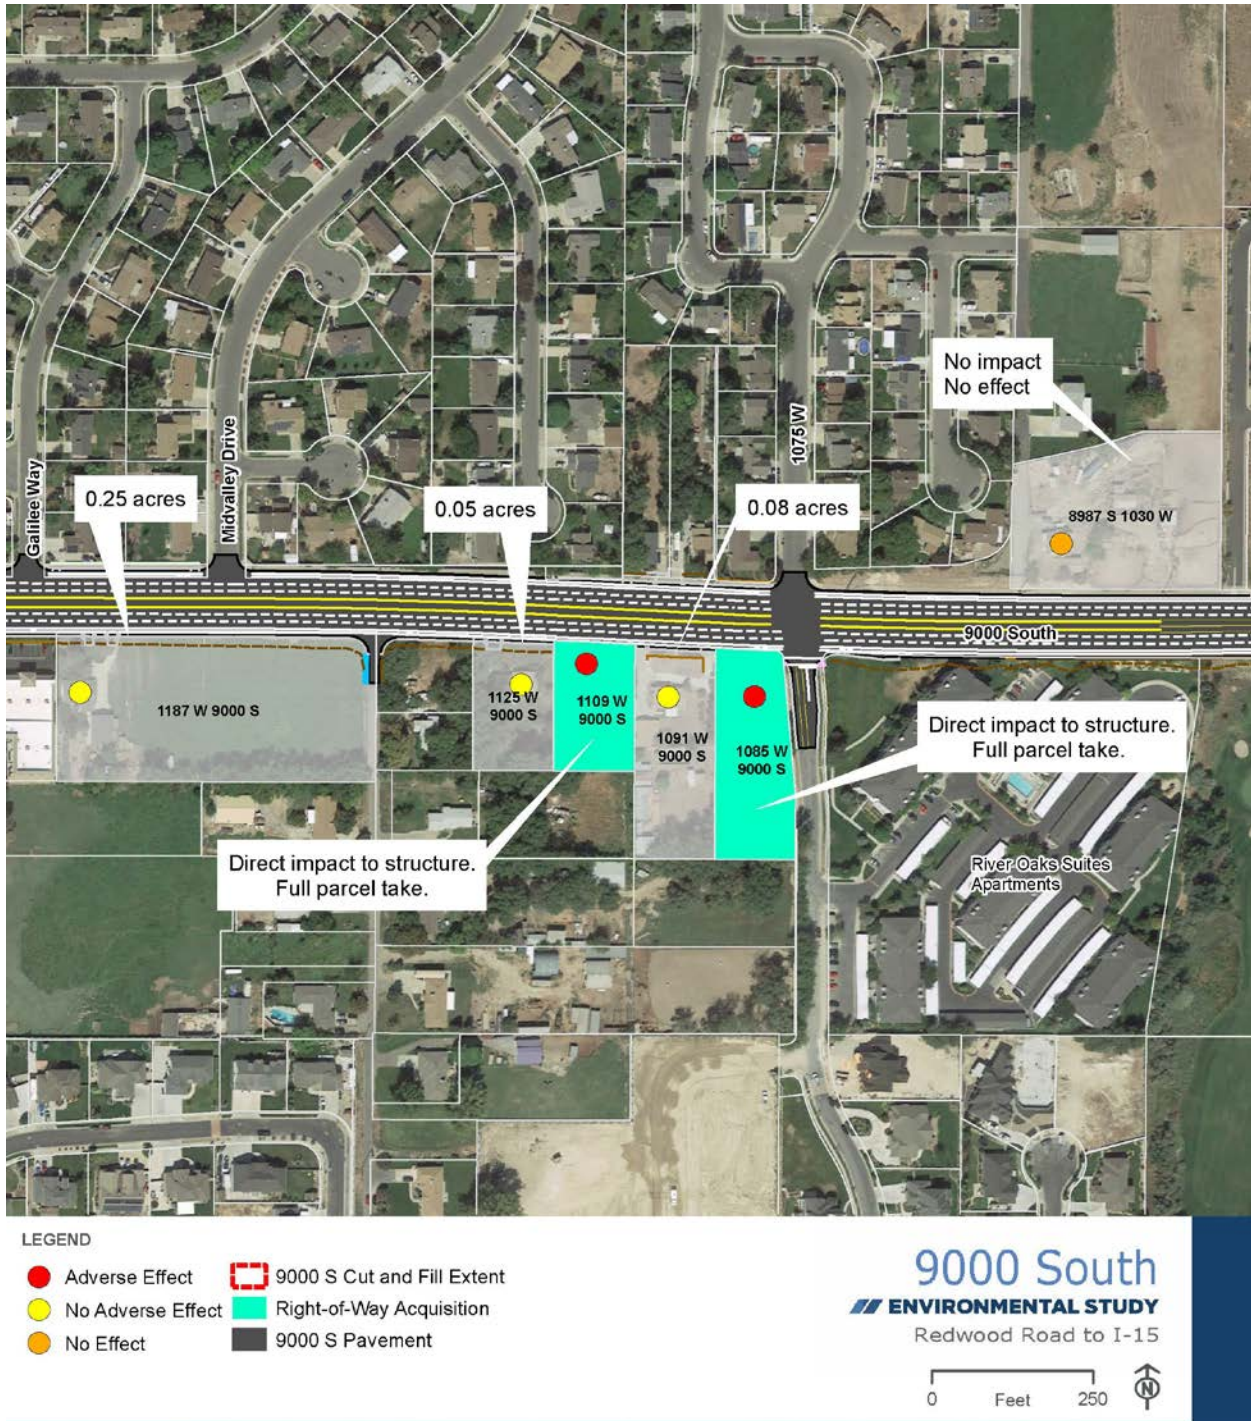 No impact
No effect
Galilee Way
Midvalley Drive
1075 W
0.25 acres
0.05 acres
0.08 acres
8987 S 1030 W
9000 South
1187 W 9000 S
1125 W
9000 S
1109 W
9000 S
1091 W
9000 S
1085 W
9000 S
Direct impact to structure.
Full parcel take.
Direct impact to structure.
Full parcel take.
River Oaks Suites
Apartments
LEGEND
Adverse Effect
No Adverse Effect
No Effect
9000 S Cut and Fill Extent
Right-of-Way Acquisition
9000 S Pavement
9000 South
ENVIRONMENTAL STUDY
Redwood Road to I-15
0 Feet 250
N